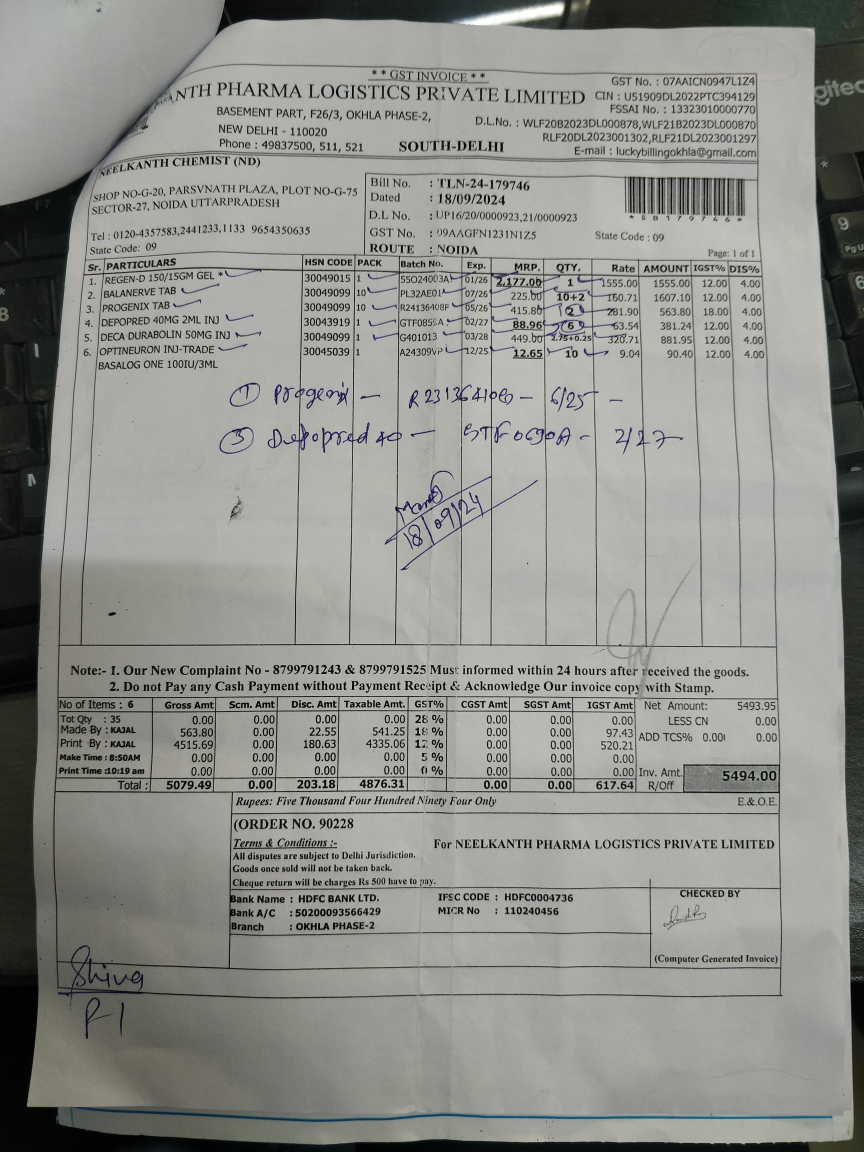 ** GST INVOICE **
GST No. : 07AAICN0947L1Z4
ANTH PHARMA LOGISTICS PRIVATE LIMITED
CIN : U51909DL2022PTC394129
FSSAI No. : 13323010000770
BASEMENT PART, F26/3, OKHLA PHASE-2,
D.L.No. : WLF20B2023DL000878,WLF21B2023DL000870
NEW DELHI - 110020
RLF20DL2023001302,RLF21DL2023001297
Phone : 49837500, 511, 521
SOUTH-DELHI
E-mail : luckybillingokhla@gmail.com
NEELKANTH CHEMIST (ND)
SHOP NO-G-20, PARSVNATH PLAZA, PLOT NO-G-75
SECTOR-27, NOIDA UTTARPRADESH
Tel : 0120-4357583,2441233,1133 9654350635
State Code: 09
Bill No. : TLN-24-179746
Dated : 18/09/2024
D.L No. : UP16/20/0000923,21/0000923
GST No. : 09AAGFN1231N1Z5 State Code : 09
ROUTE : NOIDA
Page: 1 of 1
Sr. PARTICULARS HSN CODE PACK Batch No. Exp. MRP. QTY. Rate AMOUNT IGST% DIS%
1. REGEN-D 150/15GM GEL * 30049015 1 55O24003A 01/26 2,177.00 1 1555.00 1555.00 12.00 4.00
2. BALANERVE TAB 30049099 10 PL32AE01 07/26 225.00 10+2 160.71 1607.10 12.00 4.00
3. PROGENIX TAB 30049099 10 R2413640BF 05/26 415.80 2 281.90 563.80 18.00 4.00
4. DEPOPRED 40MG 2ML INJ 30043919 1 GTF0859A 02/27 88.96 6 63.54 381.24 12.00 4.00
5. DECA DURABOLIN 50MG INJ 30049099 1 G401013 03/28 449.00 2.75+0.25 320.71 881.95 12.00 4.00
6. OPTINEURON INJ-TRADE 30045039 1 A24309VP 12/25 12.65 10 9.04 90.40 12.00 4.00
BASALOG ONE 100IU/3ML
① Progenix - R2313641OB - 6/25 -
③ Depopred 40 - GTF0690A - 2/27
18/09/24
Note:- 1. Our New Complaint No - 8799791243 & 8799791525 Must informed within 24 hours after received the goods.
2. Do not Pay any Cash Payment without Payment Receipt & Acknowledge Our invoice copy with Stamp.
No of Items : 6 Gross Amt Scm. Amt Disc. Amt Taxable Amt. GST% CGST Amt SGST Amt IGST Amt Net Amount: 5493.95
Tot Qty : 35 0.00 0.00 0.00 0.00 28 % 0.00 0.00 0.00 LESS CN 0.00
Made By : KAJAL 563.80 0.00 22.55 541.25 18 % 0.00 0.00 97.43 ADD TCS% 0.00 0.00
Print By : KAJAL 4515.69 0.00 180.63 4335.06 12 % 0.00 0.00 520.21
Make Time : 8:50AM 0.00 0.00 0.00 0.00 5 % 0.00 0.00 0.00
Print Time :10:19 am 0.00 0.00 0.00 0.00 0 % 0.00 0.00 0.00 Inv. Amt. 5494.00
Total : 5079.49 0.00 203.18 4876.31 0.00 0.00 617.64 R/Off
Rupees: Five Thousand Four Hundred Ninety Four Only E.& O.E.
(ORDER NO. 90228
Terms & Conditions :-
For NEELKANTH PHARMA LOGISTICS PRIVATE LIMITED
All disputes are subject to Delhi Jurisdiction.
Goods once sold will not be taken back.
Cheque return will be charges Rs 500 have to pay.
Bank Name : HDFC BANK LTD. IFSC CODE : HDFC0004736 CHECKED BY
Bank A/C : 50200093566429 MICR No : 110240456
Branch : OKHLA PHASE-2
(Computer Generated Invoice)
Shiva